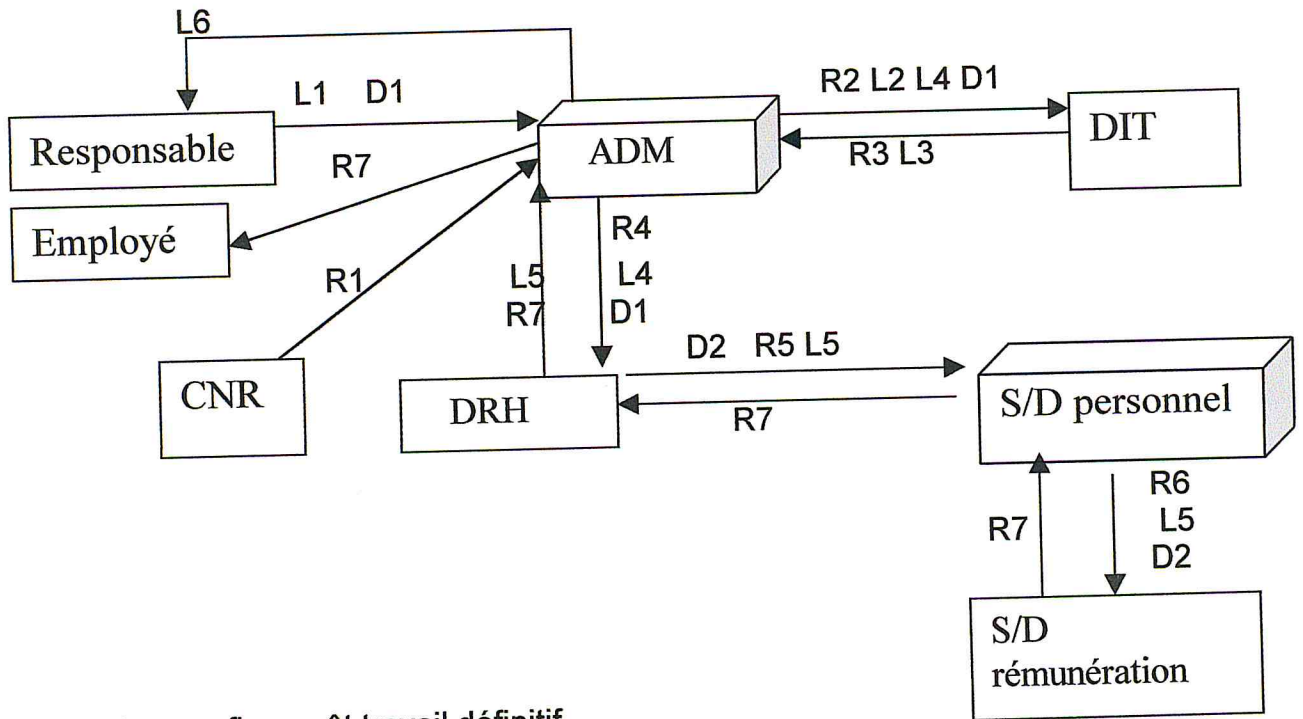 L6
L1 D1
R2 L2 L4 D1
Responsable
ADM
DIT
R7
R3 L3
Employé
R4
R1
L5
L4
R7
D1
D2 R5 L5
CNR
DRH
S/D personnel
R7
R6
R7
L5
D2
S/D
rémunération